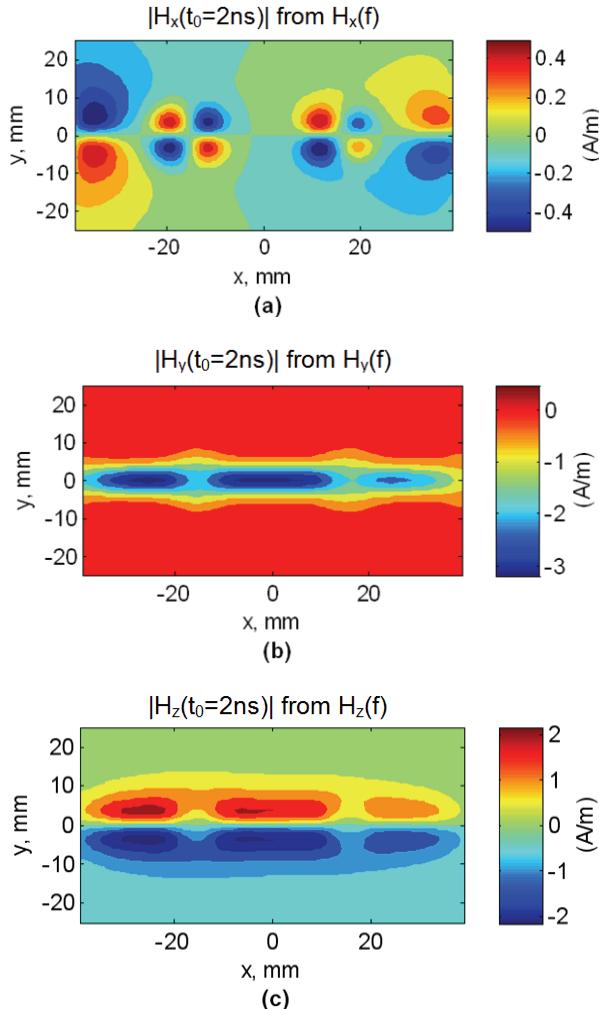 |Hx(t0=2ns)| from Hx(f)
20
10
0
-10
-20
y, mm
-20
0
20
x, mm
0.4
0.2
0
-0.2
-0.4
(A/m)
(a)
|Hy(t0=2ns)| from Hy(f)
20
10
0
-10
-20
y, mm
-20
0
20
x, mm
0
-1
-2
-3
(A/m)
(b)
|Hz(t0=2ns)| from Hz(f)
20
10
0
-10
-20
y, mm
-20
0
20
x, mm
2
1
0
-1
-2
(A/m)
(c)